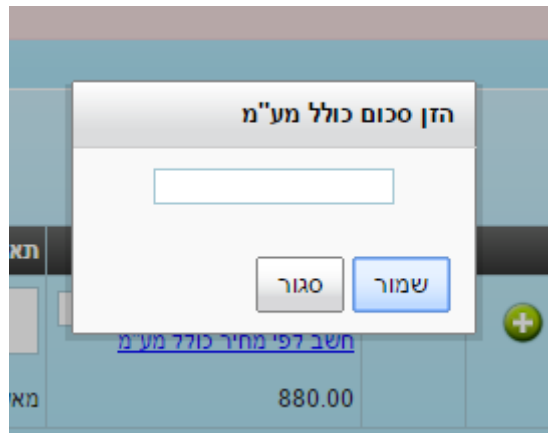 הזן סכום כולל מע"מ
שמור
סגור
חשב לפי מחיר כולל מע"מ
880.00